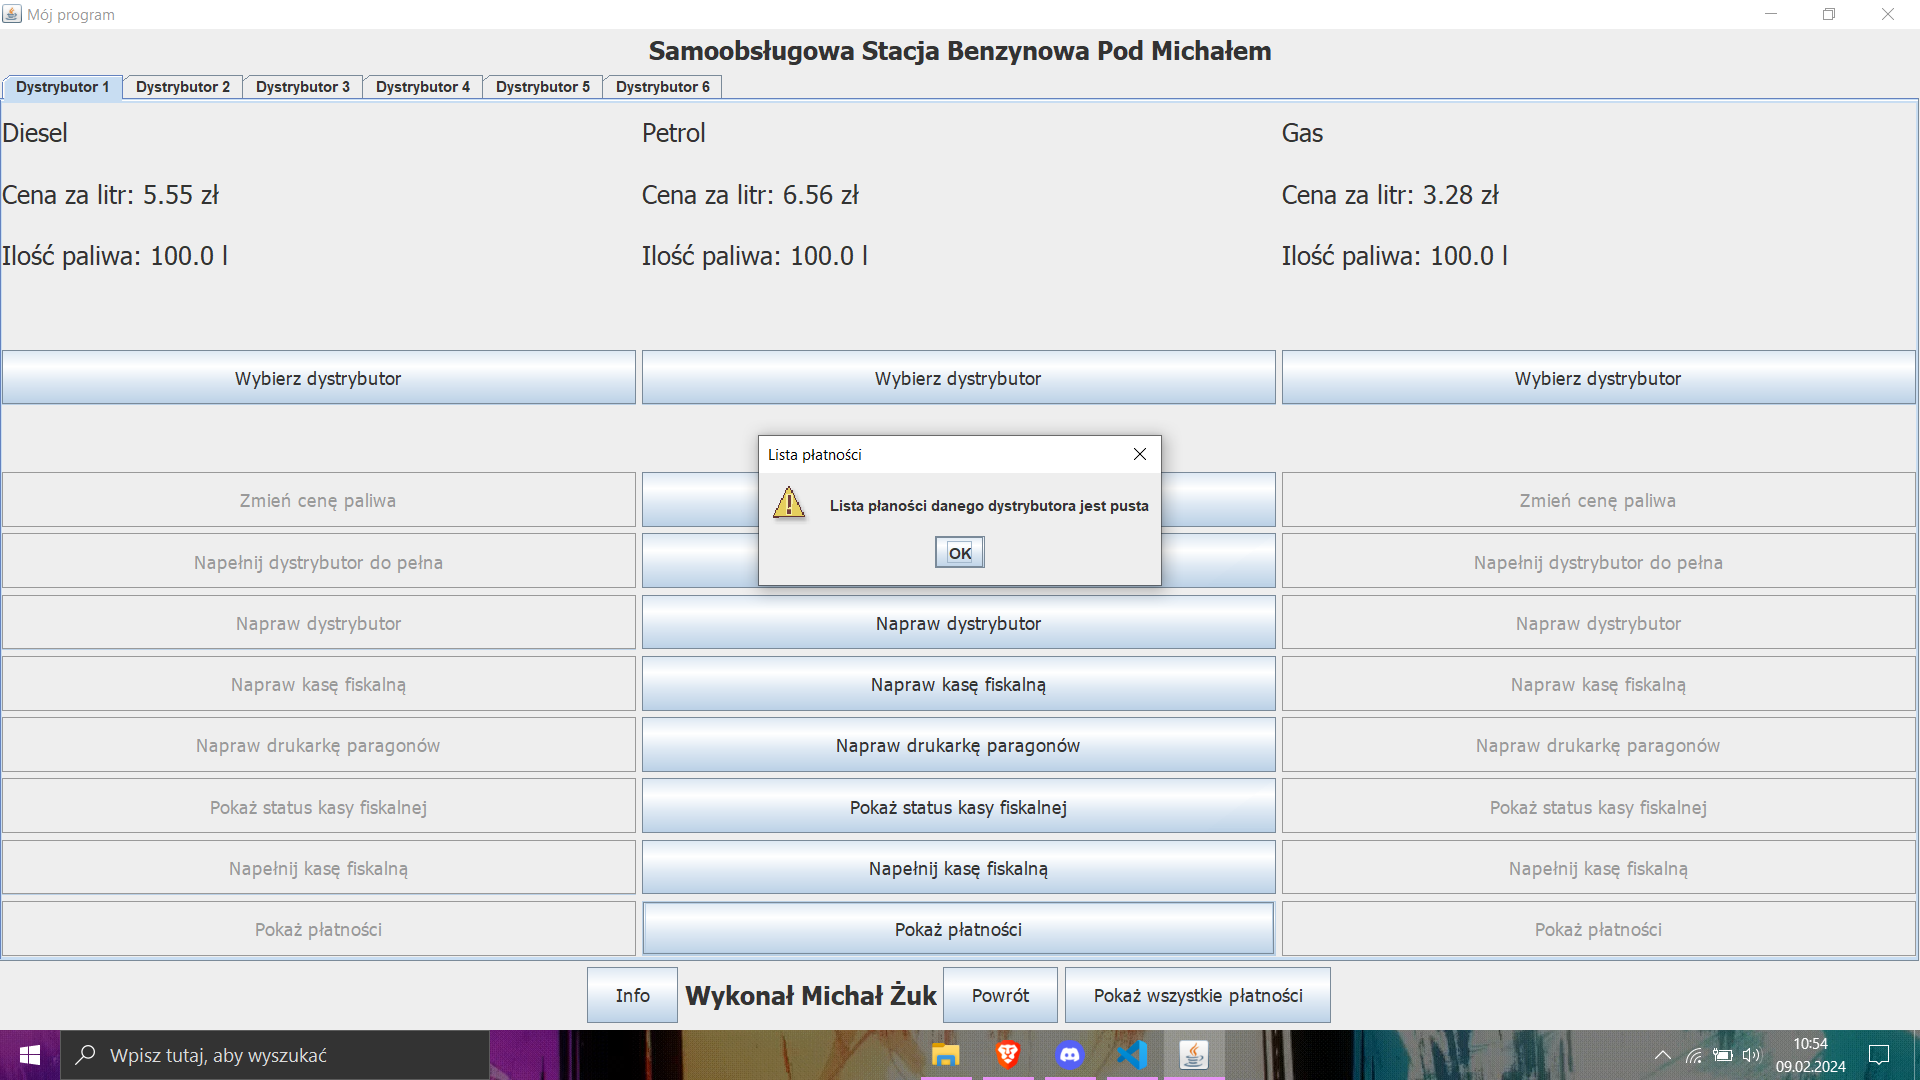 Mój program
Samoobsługowa Stacja Benzynowa Pod Michałem
Dystrybutor 1 Dystrybutor 2 Dystrybutor 3 Dystrybutor 4 Dystrybutor 5 Dystrybutor 6
Diesel Petrol Gas
Cena za litr: 5.55 zł Cena za litr: 6.56 zł Cena za litr: 3.28 zł
Ilość paliwa: 100.0 l Ilość paliwa: 100.0 l Ilość paliwa: 100.0 l
Wybierz dystrybutor Wybierz dystrybutor Wybierz dystrybutor
Lista płatności
Lista płaności danego dystrybutora jest pusta
OK
Zmień cenę paliwa Zmień cenę paliwa
Napełnij dystrybutor do pełna Napełnij dystrybutor do pełna
Napraw dystrybutor Napraw dystrybutor Napraw dystrybutor
Napraw kasę fiskalną Napraw kasę fiskalną Napraw kasę fiskalną
Napraw drukarkę paragonów Napraw drukarkę paragonów Napraw drukarkę paragonów
Pokaż status kasy fiskalnej Pokaż status kasy fiskalnej Pokaż status kasy fiskalnej
Napełnij kasę fiskalną Napełnij kasę fiskalną Napełnij kasę fiskalną
Pokaż płatności Pokaż płatności Pokaż płatności
Info Wykonał Michał Żuk Powrót Pokaż wszystkie płatności
Wpisz tutaj, aby wyszukać
10:54
09.02.2024